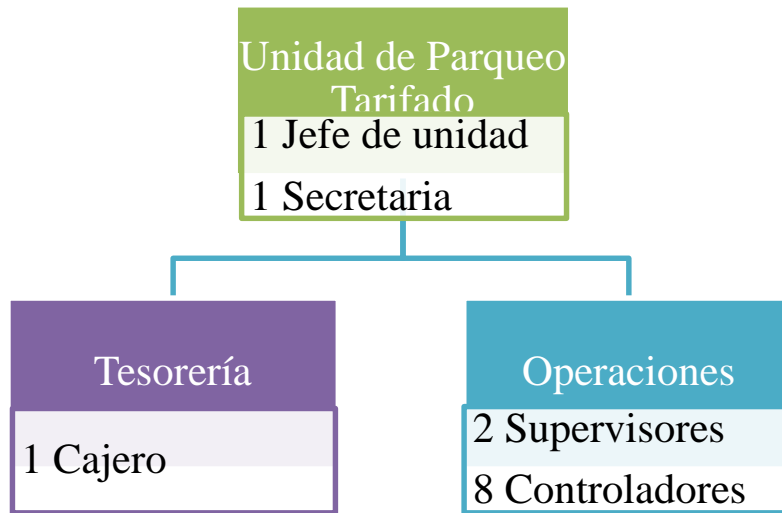 Unidad de Parqueo
Tarifado
1 Jefe de unidad
1 Secretaria
Tesorería
1 Cajero
Operaciones
2 Supervisores
8 Controladores